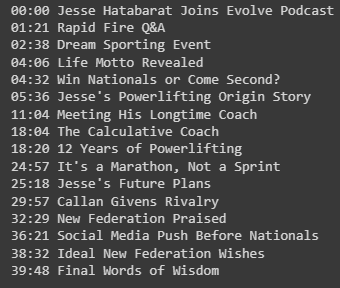 00:00 Jesse Hatabarat Joins Evolve Podcast
01:21 Rapid Fire Q&A
02:38 Dream Sporting Event
04:06 Life Motto Revealed
04:32 Win Nationals or Come Second?
05:36 Jesse's Powerlifting Origin Story
11:04 Meeting His Longtime Coach
18:04 The Calculative Coach
18:20 12 Years of Powerlifting
24:57 It's a Marathon, Not a Sprint
25:18 Jesse's Future Plans
29:57 Callan Givens Rivalry
32:29 New Federation Praised
36:21 Social Media Push Before Nationals
38:32 Ideal New Federation Wishes
39:48 Final Words of Wisdom